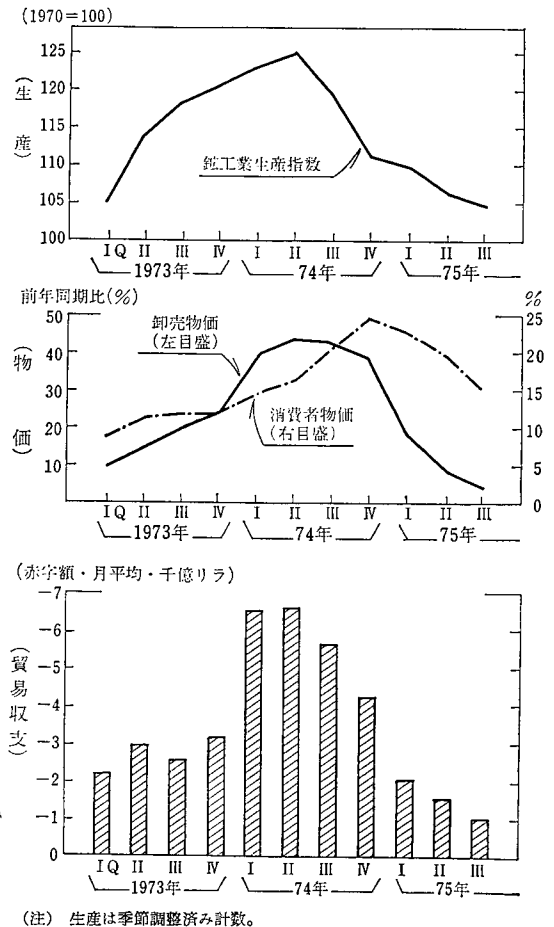 (1970=100)
125
120
115
110
105
100
(生産)
鉱工業生産指数
I Q II III IV I II III IV I II III
1973年 74年 75年
前年同期比(%)
%
50
40
30
20
10
25
20
15
10
5
0
(物価)
卸売物価
(左目盛)
消費者物価
(右目盛)
I Q II III IV I II III IV I II III
1973年 74年 75年
(赤字額・月平均・千億リラ)
-7
-6
-5
-4
-3
-2
-1
0
(貿易収支)
I Q II III IV I II III IV I II III
1973年 74年 75年
(注) 生産は季節調整済み計数。